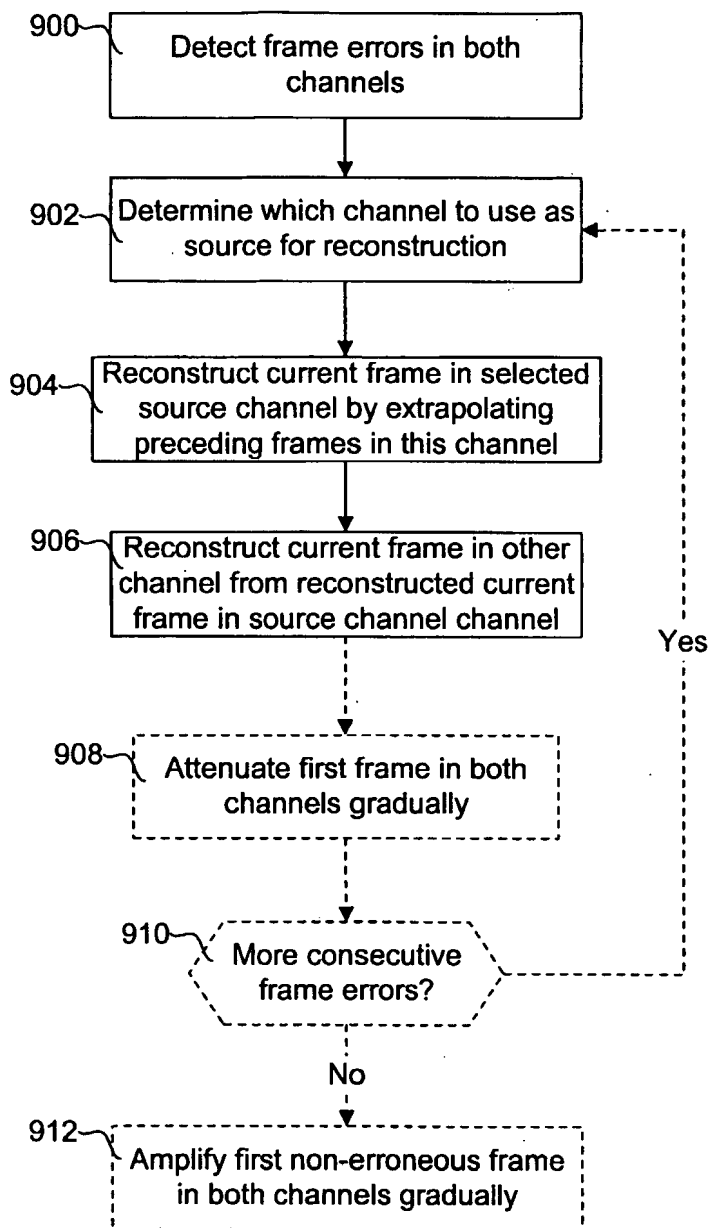 900
Detect frame errors in both
channels
902
Determine which channel to use as
source for reconstruction
904
Reconstruct current frame in selected
source channel by extrapolating
preceding frames in this channel
906
Reconstruct current frame in other
channel from reconstructed current
frame in source channel channel
Yes
908
Attenuate first frame in both
channels gradually
910
More consecutive
frame errors?
No
912
Amplify first non-erroneous frame
in both channels gradually